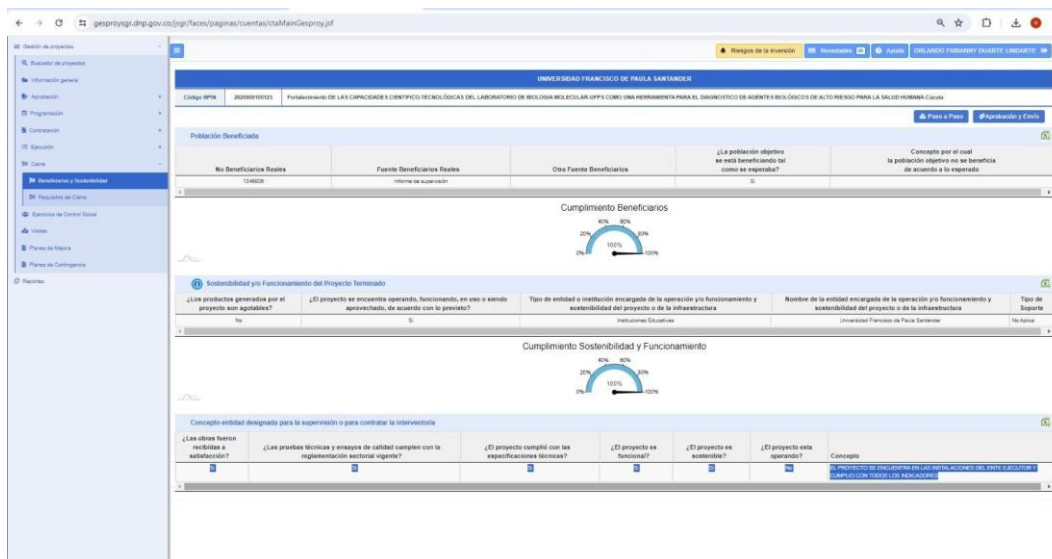 gesproysgr.dnp.gov.co/jsgr/faces/paginas/cuentas/ctaMainGesproy.jsf
Gestión de proyectos
Buscador de proyectos
Información general
Aprobación
Programación
Contratación
Ejecución
Cierre
Beneficiarios y Sostenibilidad
Requisitos de Cierre
Ejercicios de Control Social
Visitas
Planes de Mejora
Planes de Contingencia
Reportes
Riesgos de la inversión
Novedades
Ayuda
UNIVERSIDAD FRANCISCO DE PAULA SANTANDER
Código BPIN
Fortalecimiento DE LAS CAPACIDADES CIENTIFICO-TECNOLÓGICAS DEL LABORATORIO DE BIOLOGIA MOLECULAR-UFPS COMO UNA HERRAMIENTA PARA EL DIAGNOSTICO DE AGENTES BIOLÓGICOS DE ALTO RIESGO PARA LA SALUD HUMANA Cúcuta
Paso a Paso
Aprobación y Envío
Población Beneficiada
No Beneficiarios Reales
Fuente Beneficiarios Reales
Otra Fuente Beneficiarios
¿La población objetivo
se está beneficiando tal
como se esperaba?
Concepto por el cual
la población objetivo no se beneficia
de acuerdo a lo esperado
Informe de supervisión
Si
Cumplimiento Beneficiarios
40% 60%
20% 80%
0% 100% 100%
Sostenibilidad y/o Funcionamiento del Proyecto Terminado
¿Los productos generados por el
proyecto son agotables?
¿El proyecto se encuentra operando, funcionando, en uso o siendo
aprovechado, de acuerdo con lo previsto?
Tipo de entidad o institución encargada de la operación y/o funcionamiento y
sostenibilidad del proyecto o de la infraestructura
Nombre de la entidad encargada de la operación y/o funcionamiento y
sostenibilidad del proyecto o de la infraestructura
Tipo de
Soporte
No
Si
Instituciones Educativas
Universidad Francisco de Paula Santander
No Aplica
Cumplimiento Sostenibilidad y Funcionamiento
40% 60%
20% 80%
0% 100% 100%
Concepto entidad designada para la supervisión o para contratar la interventoría
¿Las obras fueron
recibidas a
satisfacción?
¿Las pruebas técnicas y ensayos de calidad cumplen con la
reglamentación sectorial vigente?
¿El proyecto cumplió con las
especificaciones técnicas?
¿El proyecto es
funcional?
¿El proyecto es
sostenible?
¿El proyecto esta
operando?
Concepto
Si
Si
Si
Si
Si
No
EL PROYECTO SE ENCUENTRA EN LAS INSTALACIONES DEL ENTE EJECUTOR Y
CUMPLIO CON TODOS LOS INDICADORES